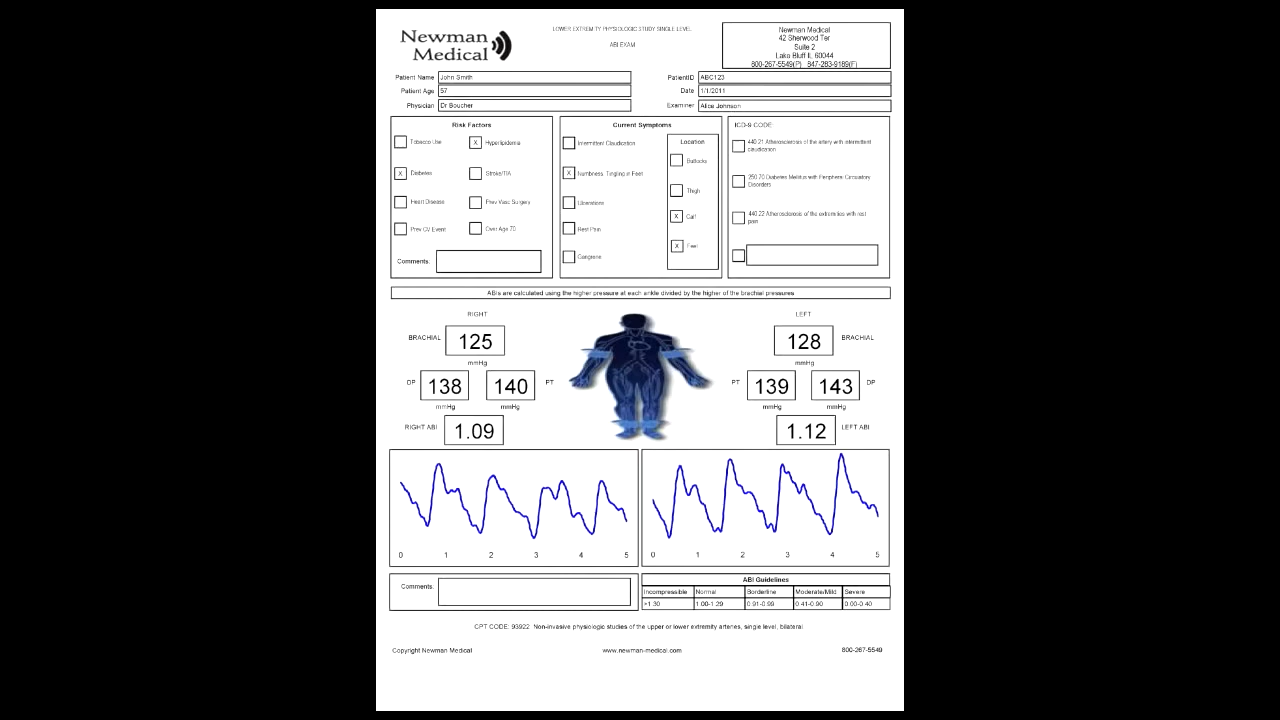 Newman
Medical
LOWER EXTREMITY PHYSIOLOGIC STUDY SINGLE LEVEL
ABI EXAM
Newman Medical
42 Sherwood Ter
Suite 2
Lake Bluff IL 60044
800-267-5549(P) 847-283-9189(F)
Patient Name John Smith
PatientID ABC123
Patient Age 57
Date 1/1/2011
Physician Dr Boucher
Examiner Alice Johnson
Risk Factors
Tobacco Use
X Hyperlipidemia
X Diabetes
Stroke/TIA
Heart Disease
Prev Vasc Surgery
Prev CV Event
Over Age 70
Comments:
Current Symptoms
Intermittent Claudication
X Numbness, Tingling in Feet
Ulcerations
Rest Pain
Gangrene
Location
Buttocks
Thigh
X Calf
X Feet
ICD-9 CODE:
440.21 Atherosclerosis of the artery with intermittent
claudication
250.70 Diabetes Mellitus with Peripheral Circulatory
Disorders
440.22 Atherosclerosis of the extremities with rest
pain
ABIs are calculated using the higher pressure at each ankle divided by the higher of the brachial pressures
RIGHT
LEFT
BRACHIAL 125
128 BRACHIAL
mmHg
mmHg
DP 138 140 PT
PT 139 143 DP
mmHg mmHg
mmHg mmHg
RIGHT ABI 1.09
1.12 LEFT ABI
0 1 2 3 4 5
0 1 2 3 4 5
Comments:
ABI Guidelines
Incompressible Normal Borderline Moderate/Mild Severe
>1.30 1.00-1.29 0.91-0.99 0.41-0.90 0.00-0.40
CPT CODE: 93922 Non-invasive physiologic studies of the upper or lower extremity arteries, single level, bilateral
Copyright Newman Medical
www.newman-medical.com
800-267-5549